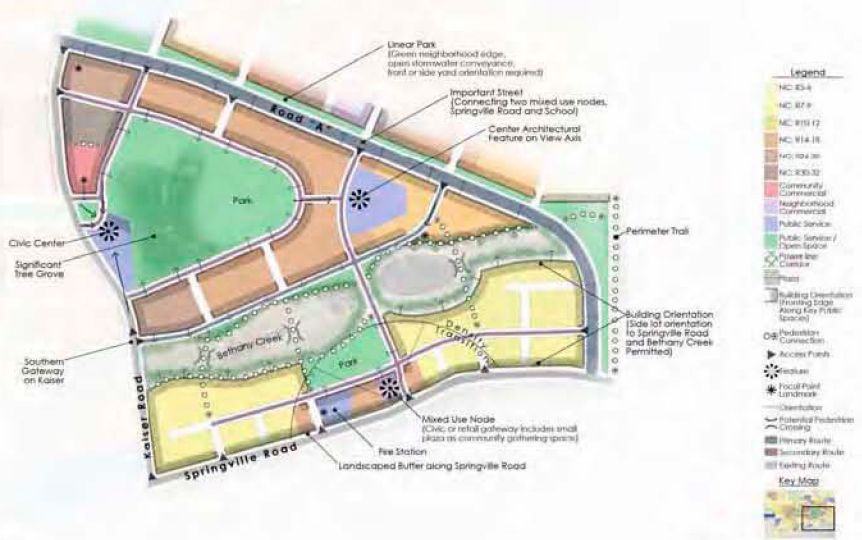 Linear Park
(Green neighborhood edge,
open stormwater conveyance,
front or side yard orientation required)
Important Street
(Connecting two mixed use nodes,
Springville Road and School)
Center Architectural
Feature on View Axis
Road "A"
Park
Civic Center
Significant
Tree Grove
Perimeter Trail
Building Orientation
(Side lot orientation
to Springville Road
and Bethany Creek
Permitted)
Density
Transition
Bethany Creek
Park
Southern
Gateway
on Kaiser
Kaiser Road
Mixed Use Node
(Civic or retail gateway includes small
plaza as community gathering spaces)
Fire Station
Landscaped Buffer along Springville Road
Springville Road
Legend
NC: R7-9
NC: R10-12
NC: R30-32
Community
Commercial
Neighborhood
Commercial
Public Service
Public Service /
Open Space
Power line
Corridor
Plaza
Building Orientation
(Fronting Edge
Along Key Public
Spaces)
Pedestrian
Connection
Access Points
Feature
Focal Point
Landmark
Orientation
Potential Pedestrian
Crossing
Primary Route
Secondary Route
Existing Route
Key Map